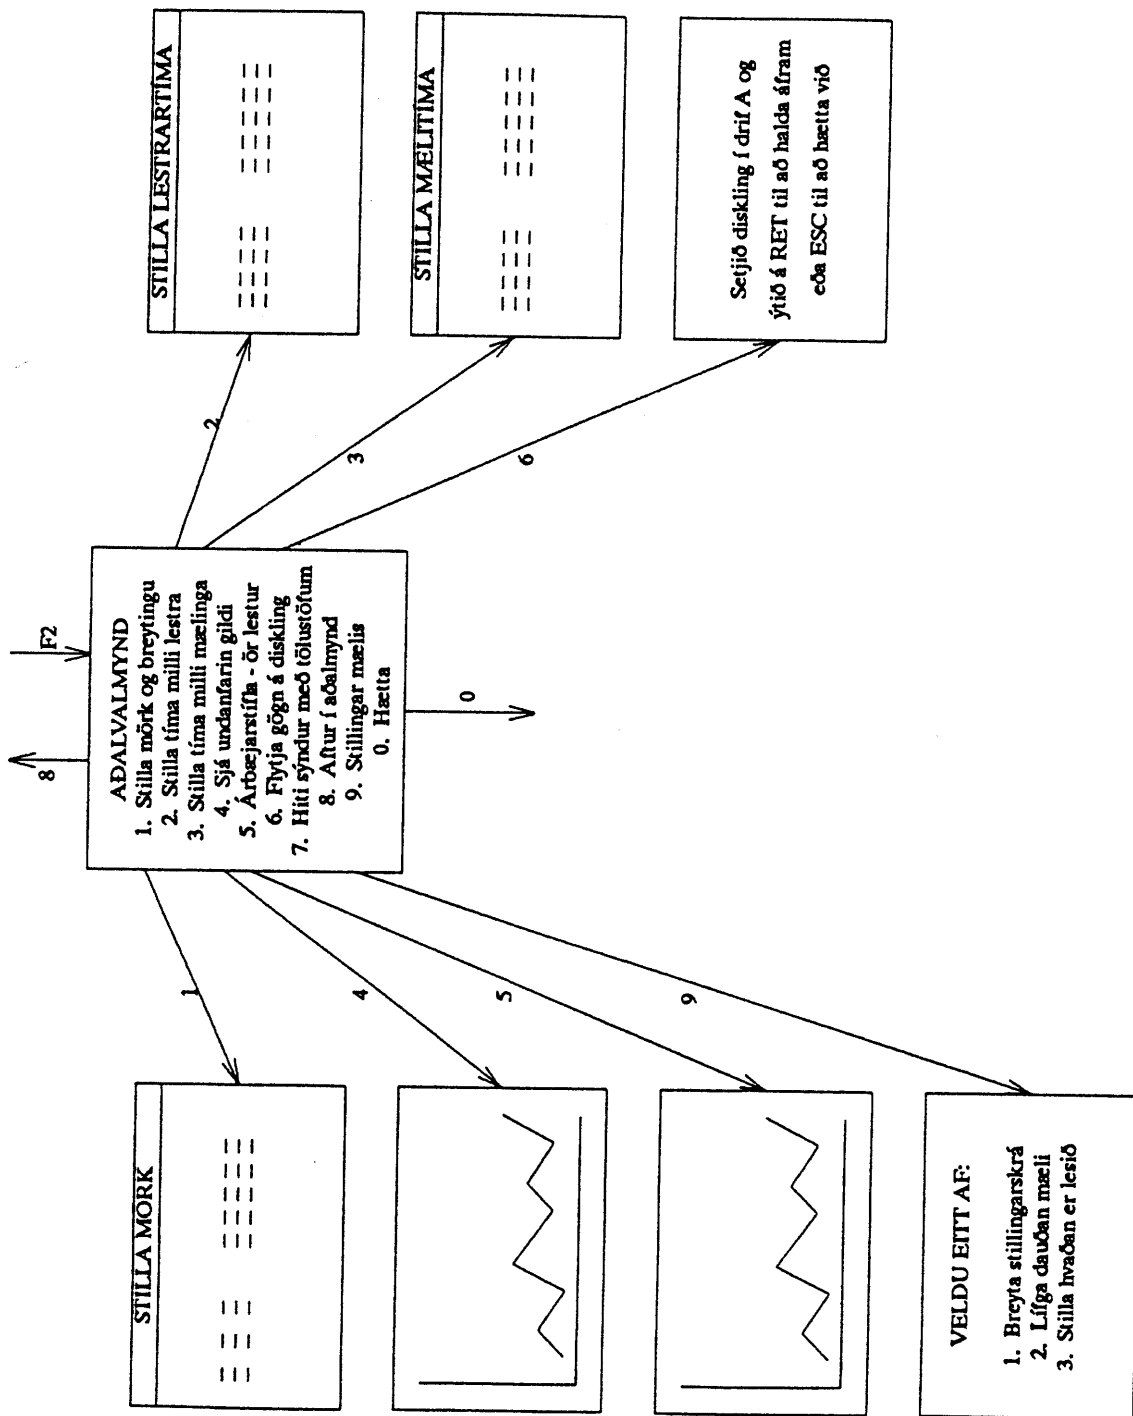 8
F2
AÐALVALMYND
1. Stilla mörk og breytingu
2. Stilla tíma milli lestra
3. Stilla tíma milli mælinga
4. Sjá undanfarin gildi
5. Árbæjarstífla - ör lestur
6. Flytja gögn á diskling
7. Hiti sýndur með tölustöfum
8. Aftur í aðalmynd
9. Stillingar mælis
0. Hætta
0
1
4
5
9
2
3
6
STILLA MÖRK
VELDU EITT AF:
1. Breyta stillingarskrá
2. Lífga dauðan mæli
3. Stilla hvaðan er lesið
STILLA LESTRARTÍMA
STILLA MÆLITÍMA
Setjið diskling í drif A og
ýtið á RET til að halda áfram
eða ESC til að hætta við